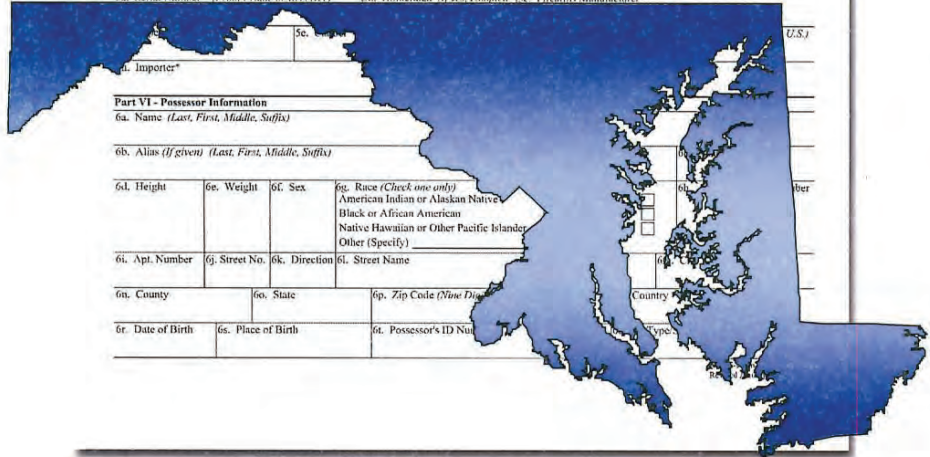 5e.
U.S.)
Importer*
Part VI - Possessor Information
6a. Name (Last, First, Middle, Suffix)
6b. Alias (If given) (Last, First, Middle, Suffix)
6d. Height 6e. Weight 6f. Sex 6g. Race (Check one only)
American Indian or Alaskan Native
Black or African American
Native Hawaiian or Other Pacific Islander
Other (Specify)
6i. Apt. Number 6j. Street No. 6k. Direction 6l. Street Name
6n. County 6o. State 6p. Zip Code (Nine Country
6r. Date of Birth 6s. Place of Birth 6t. Possessor's ID Type